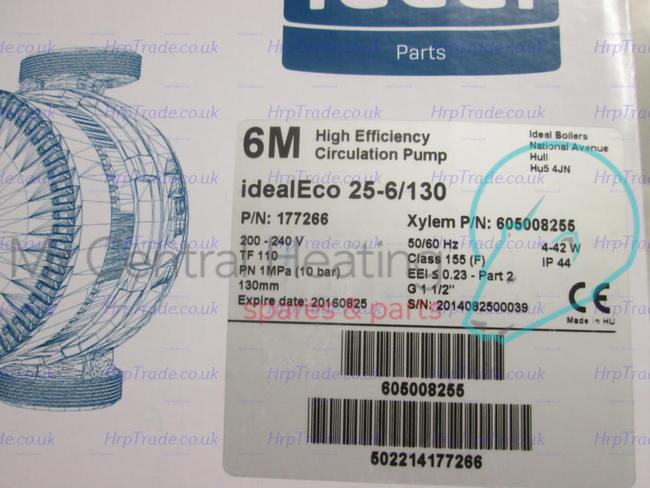 ideal
Parts
6M High Efficiency Circulation Pump
Ideal Boilers
National Avenue
Hull
Hu5 4JN
idealEco 25-6/130
P/N: 177266 Xylem P/N: 605008255
200 - 240 V 50/60 Hz 4-42 W
TF 110 Class 155 (F) IP 44
PN 1MPa (10 bar) EEI ≤ 0.23 - Part 2
130mm G 1 1/2"
Expire date: 20160825 S/N: 2014082500039
CE
Made in HU
605008255
502214177266
Central Heating
spares & parts
HrpTrade.co.uk